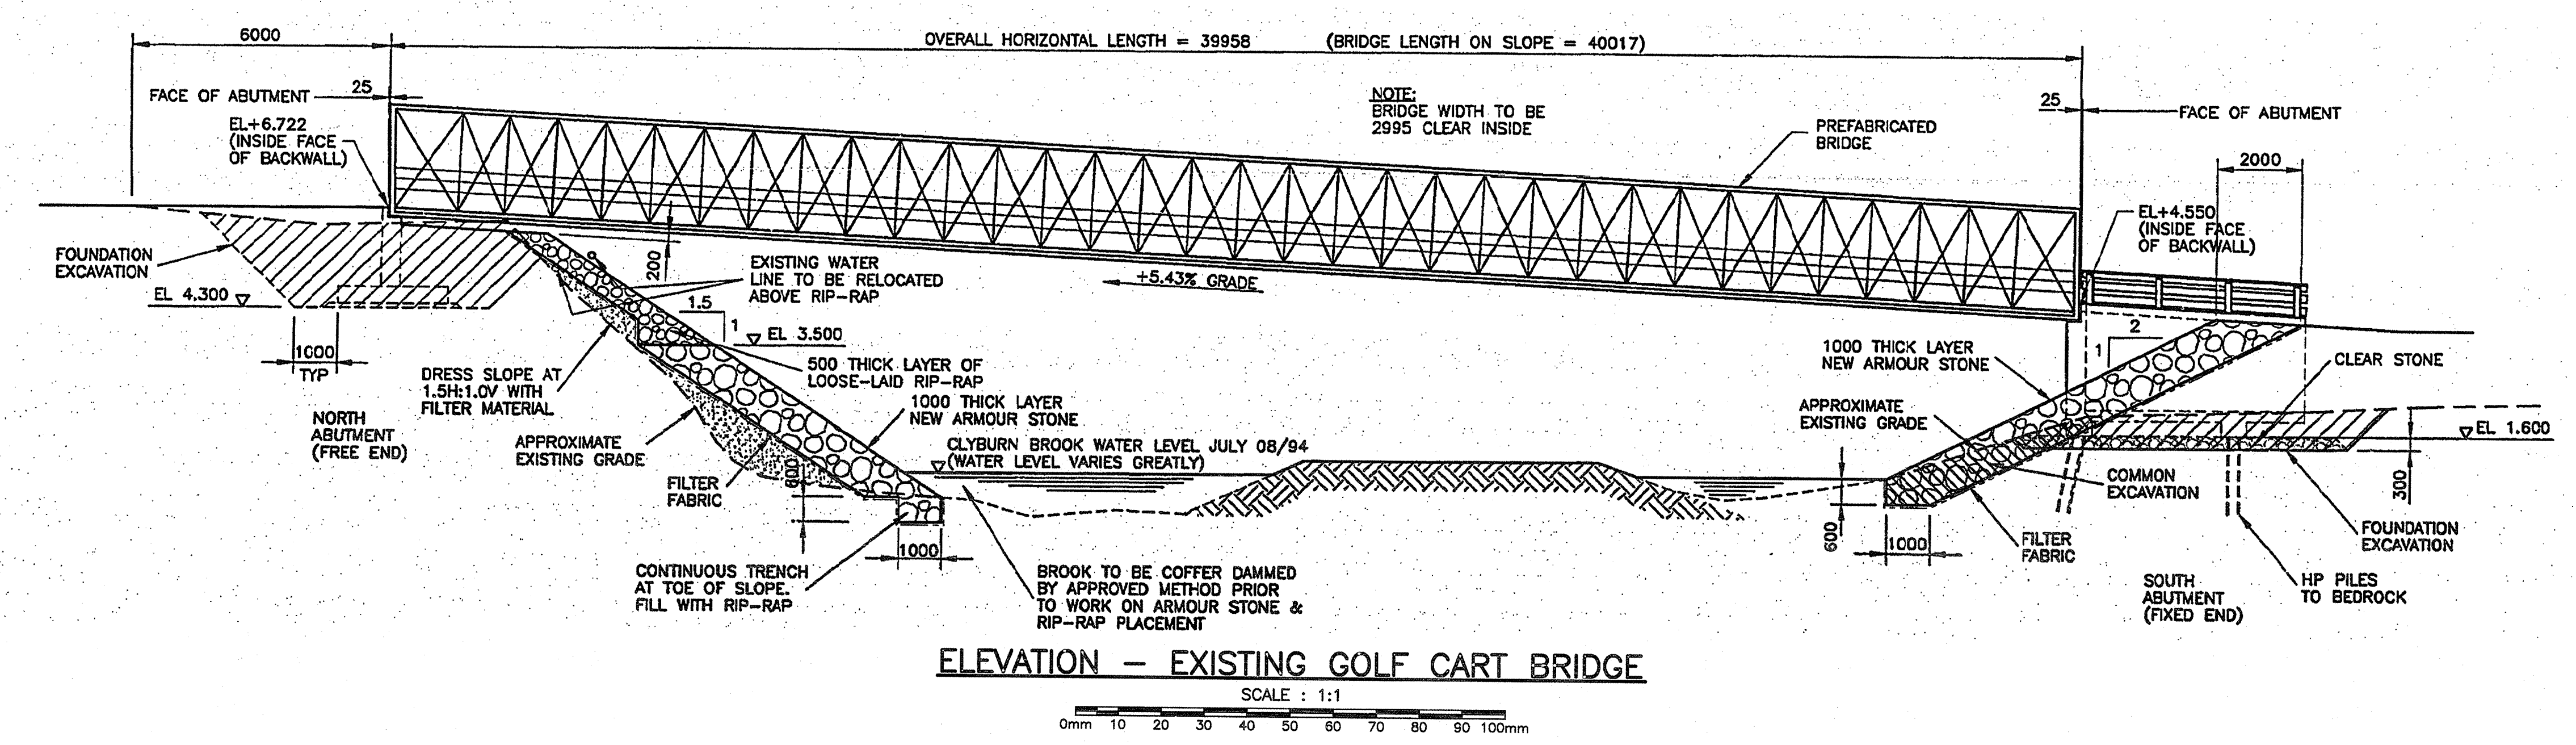 6000
OVERALL HORIZONTAL LENGTH = 39958 (BRIDGE LENGTH ON SLOPE = 40017)
FACE OF ABUTMENT
25
EL+6.722
(INSIDE FACE
OF BACKWALL)
NOTE:
BRIDGE WIDTH TO BE
2995 CLEAR INSIDE
PREFABRICATED
BRIDGE
25
FACE OF ABUTMENT
2000
EL+4.550
(INSIDE FACE
OF BACKWALL)
FOUNDATION
EXCAVATION
EL 4.300
1000
TYP
NORTH
ABUTMENT
(FREE END)
200
EXISTING WATER
LINE TO BE RELOCATED
ABOVE RIP-RAP
+5.43% GRADE
1.5
1
EL 3.500
DRESS SLOPE AT
1.5H:1.0V WITH
FILTER MATERIAL
500 THICK LAYER OF
LOOSE-LAID RIP-RAP
1000 THICK LAYER
NEW ARMOUR STONE
APPROXIMATE
EXISTING GRADE
FILTER
FABRIC
600
CLYBURN BROOK WATER LEVEL JULY 08/94
(WATER LEVEL VARIES GREATLY)
1000
CONTINUOUS TRENCH
AT TOE OF SLOPE.
FILL WITH RIP-RAP
BROOK TO BE COFFER DAMMED
BY APPROVED METHOD PRIOR
TO WORK ON ARMOUR STONE &
RIP-RAP PLACEMENT
2
1
1000 THICK LAYER
NEW ARMOUR STONE
CLEAR STONE
APPROXIMATE
EXISTING GRADE
EL 1.600
COMMON
EXCAVATION
300
600
1000
FILTER
FABRIC
FOUNDATION
EXCAVATION
SOUTH
ABUTMENT
(FIXED END)
HP PILES
TO BEDROCK
ELEVATION - EXISTING GOLF CART BRIDGE
SCALE : 1:1
0mm 10 20 30 40 50 60 70 80 90 100mm